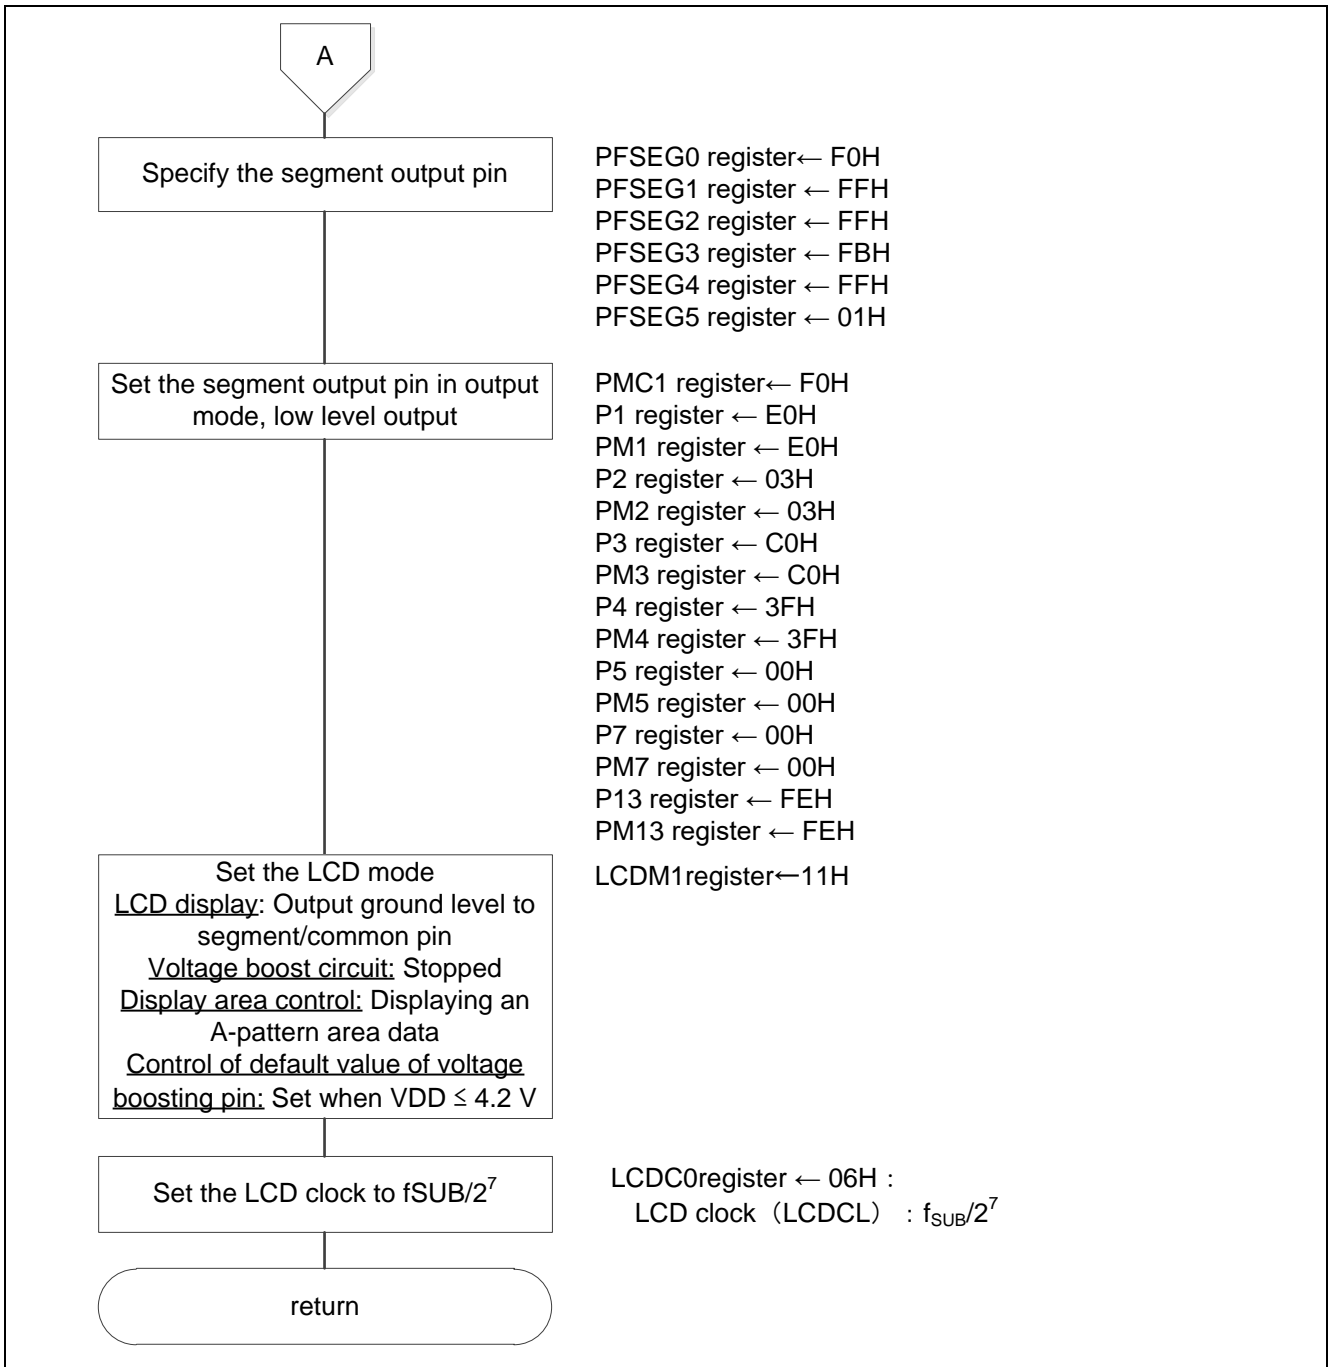 A
Specify the segment output pin
PFSEG0 register← F0H
PFSEG1 register ← FFH
PFSEG2 register ← FFH
PFSEG3 register ← FBH
PFSEG4 register ← FFH
PFSEG5 register ← 01H
Set the segment output pin in output
mode, low level output
PMC1 register← F0H
P1 register ← E0H
PM1 register ← E0H
P2 register ← 03H
PM2 register ← 03H
P3 register ← C0H
PM3 register ← C0H
P4 register ← 3FH
PM4 register ← 3FH
P5 register ← 00H
PM5 register ← 00H
P7 register ← 00H
PM7 register ← 00H
P13 register ← FEH
PM13 register ← FEH
Set the LCD mode
LCD display: Output ground level to
segment/common pin
Voltage boost circuit: Stopped
Display area control: Displaying an
A-pattern area data
Control of default value of voltage
boosting pin: Set when VDD ≤ 4.2 V
LCDM1register←11H
Set the LCD clock to fSUB/2⁷
LCDC0register ← 06H :
LCD clock（LCDCL） : f_SUB/2⁷
return